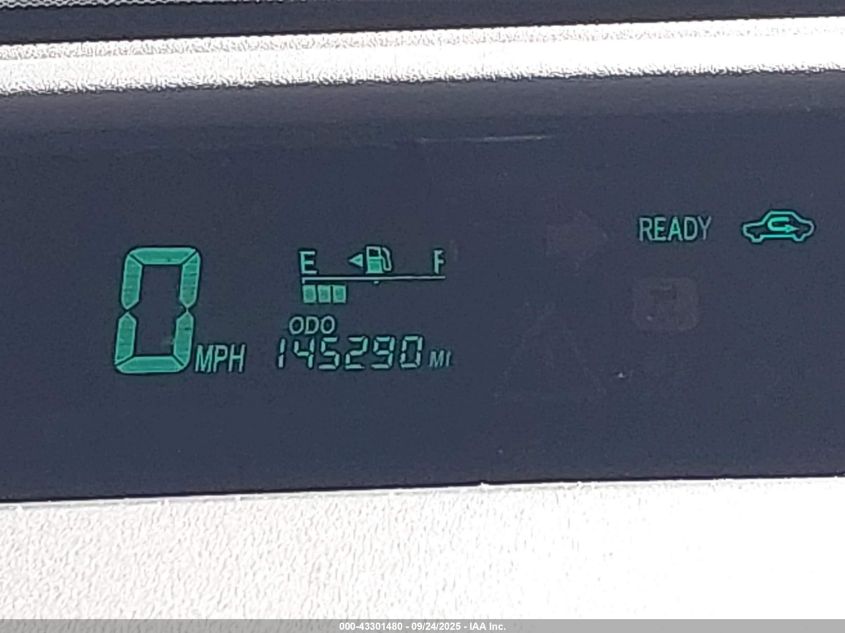 READY
E F
ODO
0 MPH 145290 MI
000-43301480 - 09/24/2025 - IAA Inc.